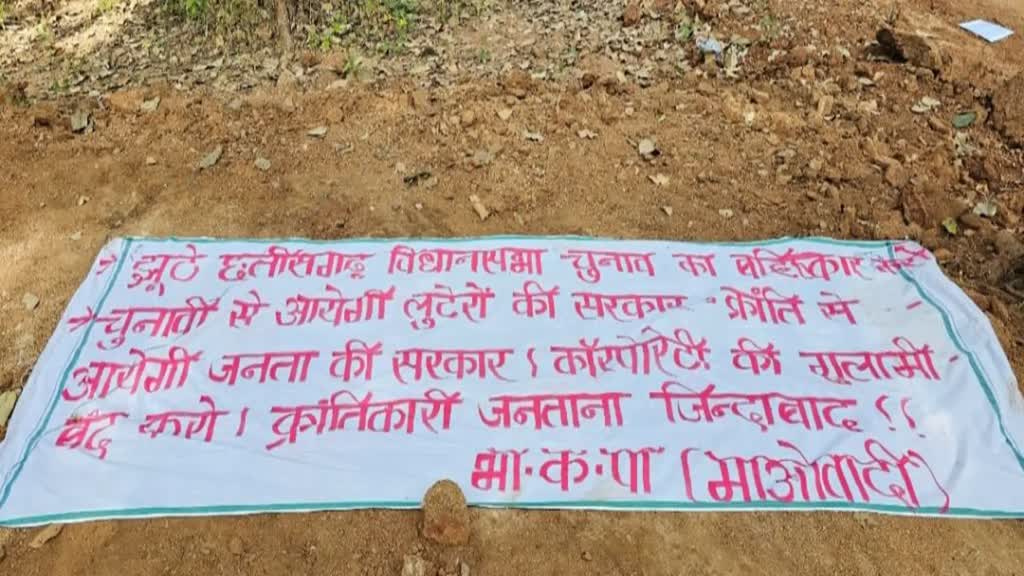 → झूठे छत्तीसगढ़ विधानसभा चुनाव का बहिष्कार
→ चुनावों से आयेगी लुटेरों की सरकार क्रांति से
आयेगी जनता की सरकार। कॉरपोरेटों की गुलामी
बंद करो। क्रांतिकारी जनताना जिन्दाबाद!!
भा.क.पा (माओवादी)